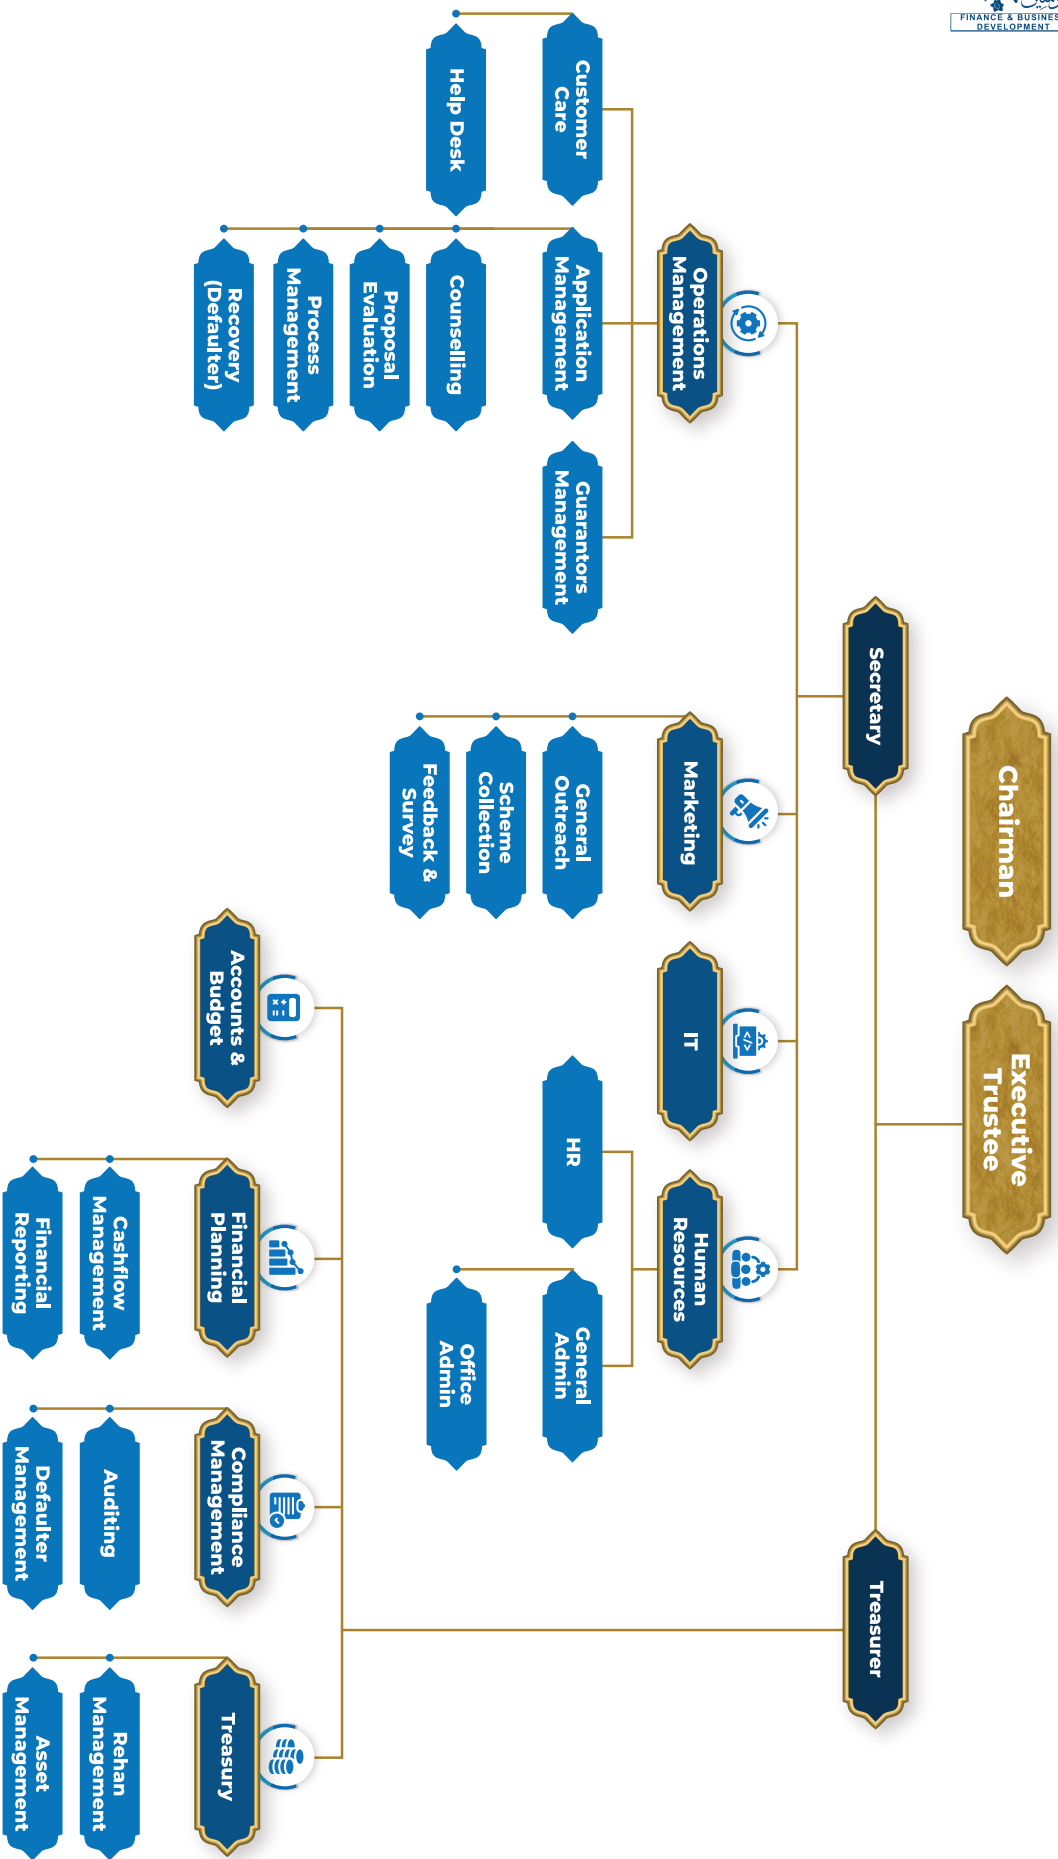 FINANCE & BUSINESS
DEVELOPMENT
Chairman
Executive
Trustee
Secretary
Treasurer
Operations
Management
Marketing
IT
Human
Resources
Customer
Care
Help Desk
Application
Management
Counselling
Proposal
Evaluation
Process
Management
Recovery
(Defaulter)
Guarantors
Management
General
Outreach
Scheme
Collection
Feedback &
Survey
HR
General
Admin
Office
Admin
Accounts &
Budget
Financial
Planning
Cashflow
Management
Financial
Reporting
Compliance
Management
Auditing
Defaulter
Management
Treasury
Rehan
Management
Asset
Management